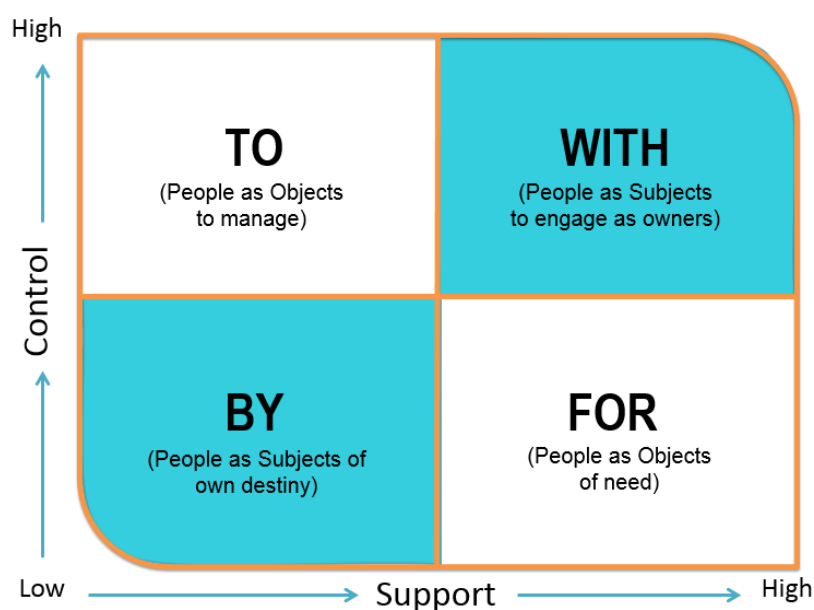 High
TO
(People as Objects
to manage)
WITH
(People as Subjects
to engage as owners)
Control
BY
(People as Subjects of
own destiny)
FOR
(People as Objects
of need)
Low
Support
High